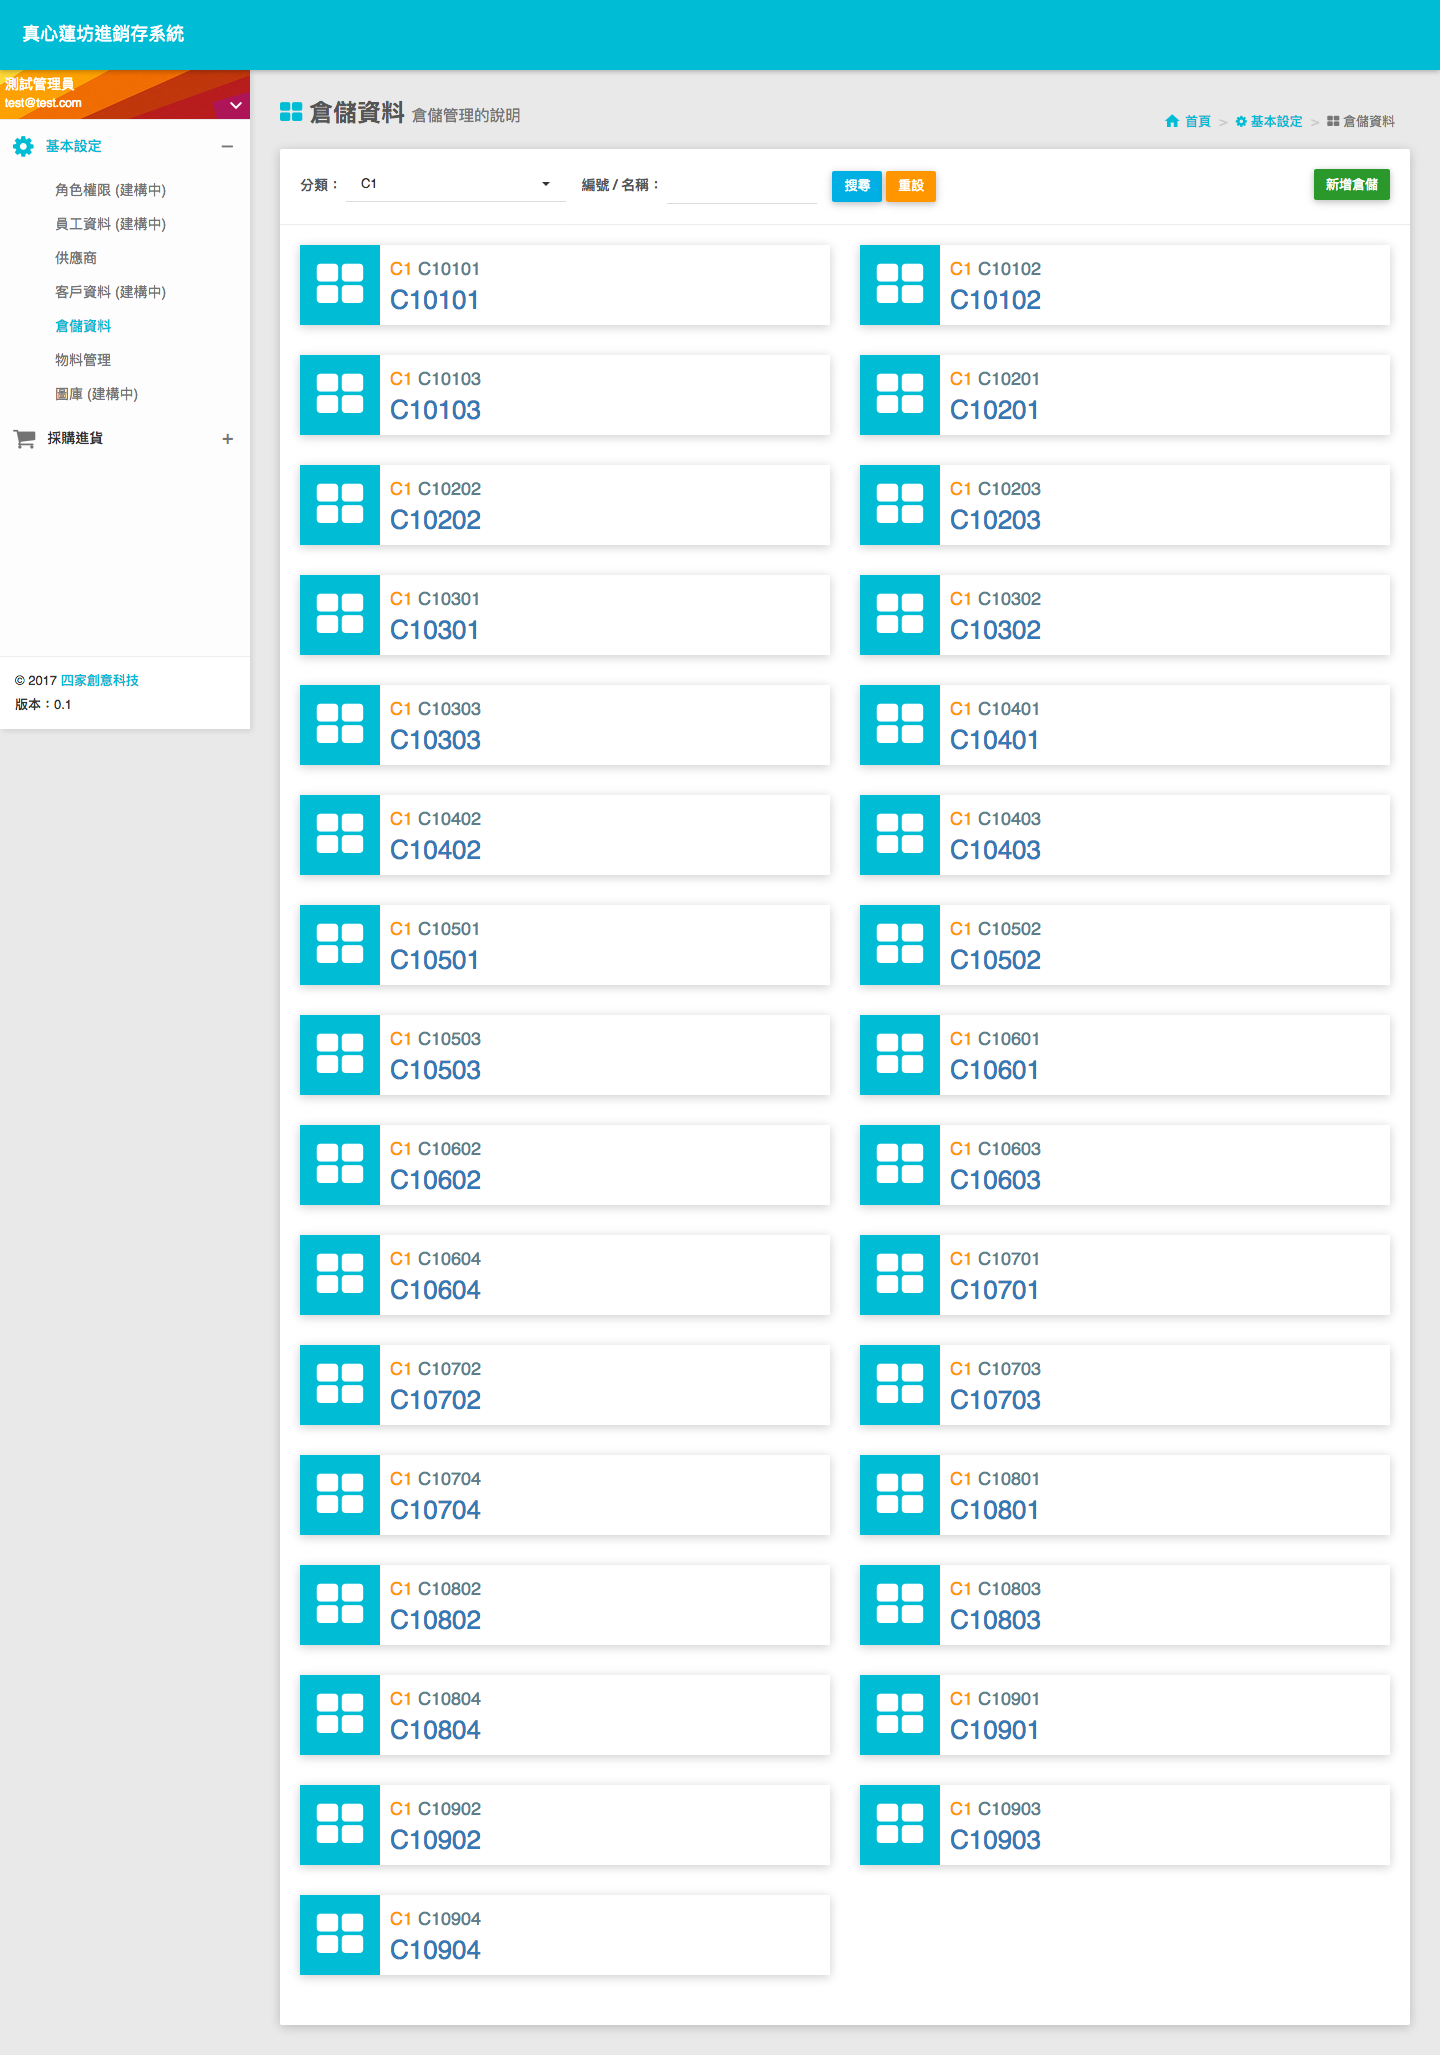 真心蓮坊進銷存系統
測試管理員
test@test.com
基本設定
角色權限 (建構中)
員工資料 (建構中)
供應商
客戶資料 (建構中)
倉儲資料
物料管理
圖庫 (建構中)
採購進貨
© 2017 四家創意科技
版本：0.1
倉儲資料 倉儲管理的說明
首頁 > 基本設定 > 倉儲資料
分類： C1 編號 / 名稱： 搜尋 重設 新增倉儲
C1 C10101
C10101
C1 C10102
C10102
C1 C10103
C10103
C1 C10201
C10201
C1 C10202
C10202
C1 C10203
C10203
C1 C10301
C10301
C1 C10302
C10302
C1 C10303
C10303
C1 C10401
C10401
C1 C10402
C10402
C1 C10403
C10403
C1 C10501
C10501
C1 C10502
C10502
C1 C10503
C10503
C1 C10601
C10601
C1 C10602
C10602
C1 C10603
C10603
C1 C10604
C10604
C1 C10701
C10701
C1 C10702
C10702
C1 C10703
C10703
C1 C10704
C10704
C1 C10801
C10801
C1 C10802
C10802
C1 C10803
C10803
C1 C10804
C10804
C1 C10901
C10901
C1 C10902
C10902
C1 C10903
C10903
C1 C10904
C10904